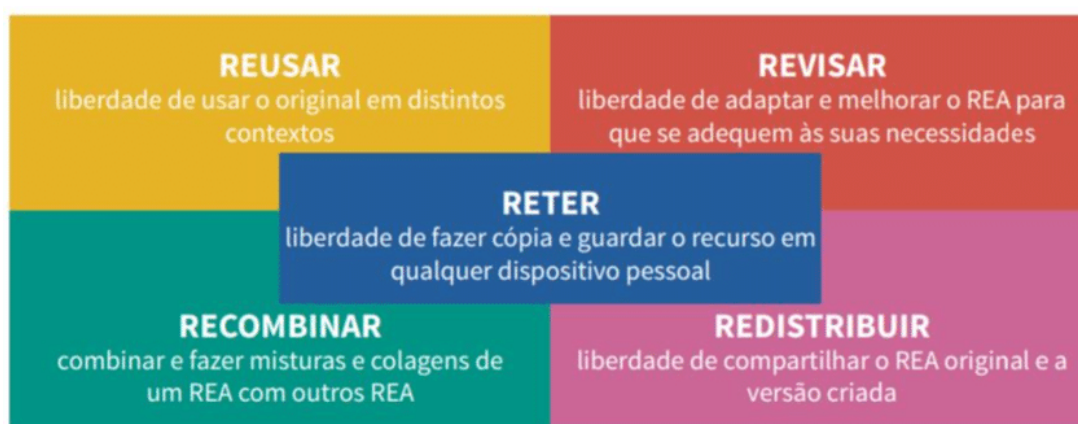 REUSAR
liberdade de usar o original em distintos
contextos
REVISAR
liberdade de adaptar e melhorar o REA para
que se adequem às suas necessidades
RETER
liberdade de fazer cópia e guardar o recurso em
qualquer dispositivo pessoal
RECOMBINAR
combinar e fazer misturas e colagens de
um REA com outros REA
REDISTRIBUIR
liberdade de compartilhar o REA original e a
versão criada